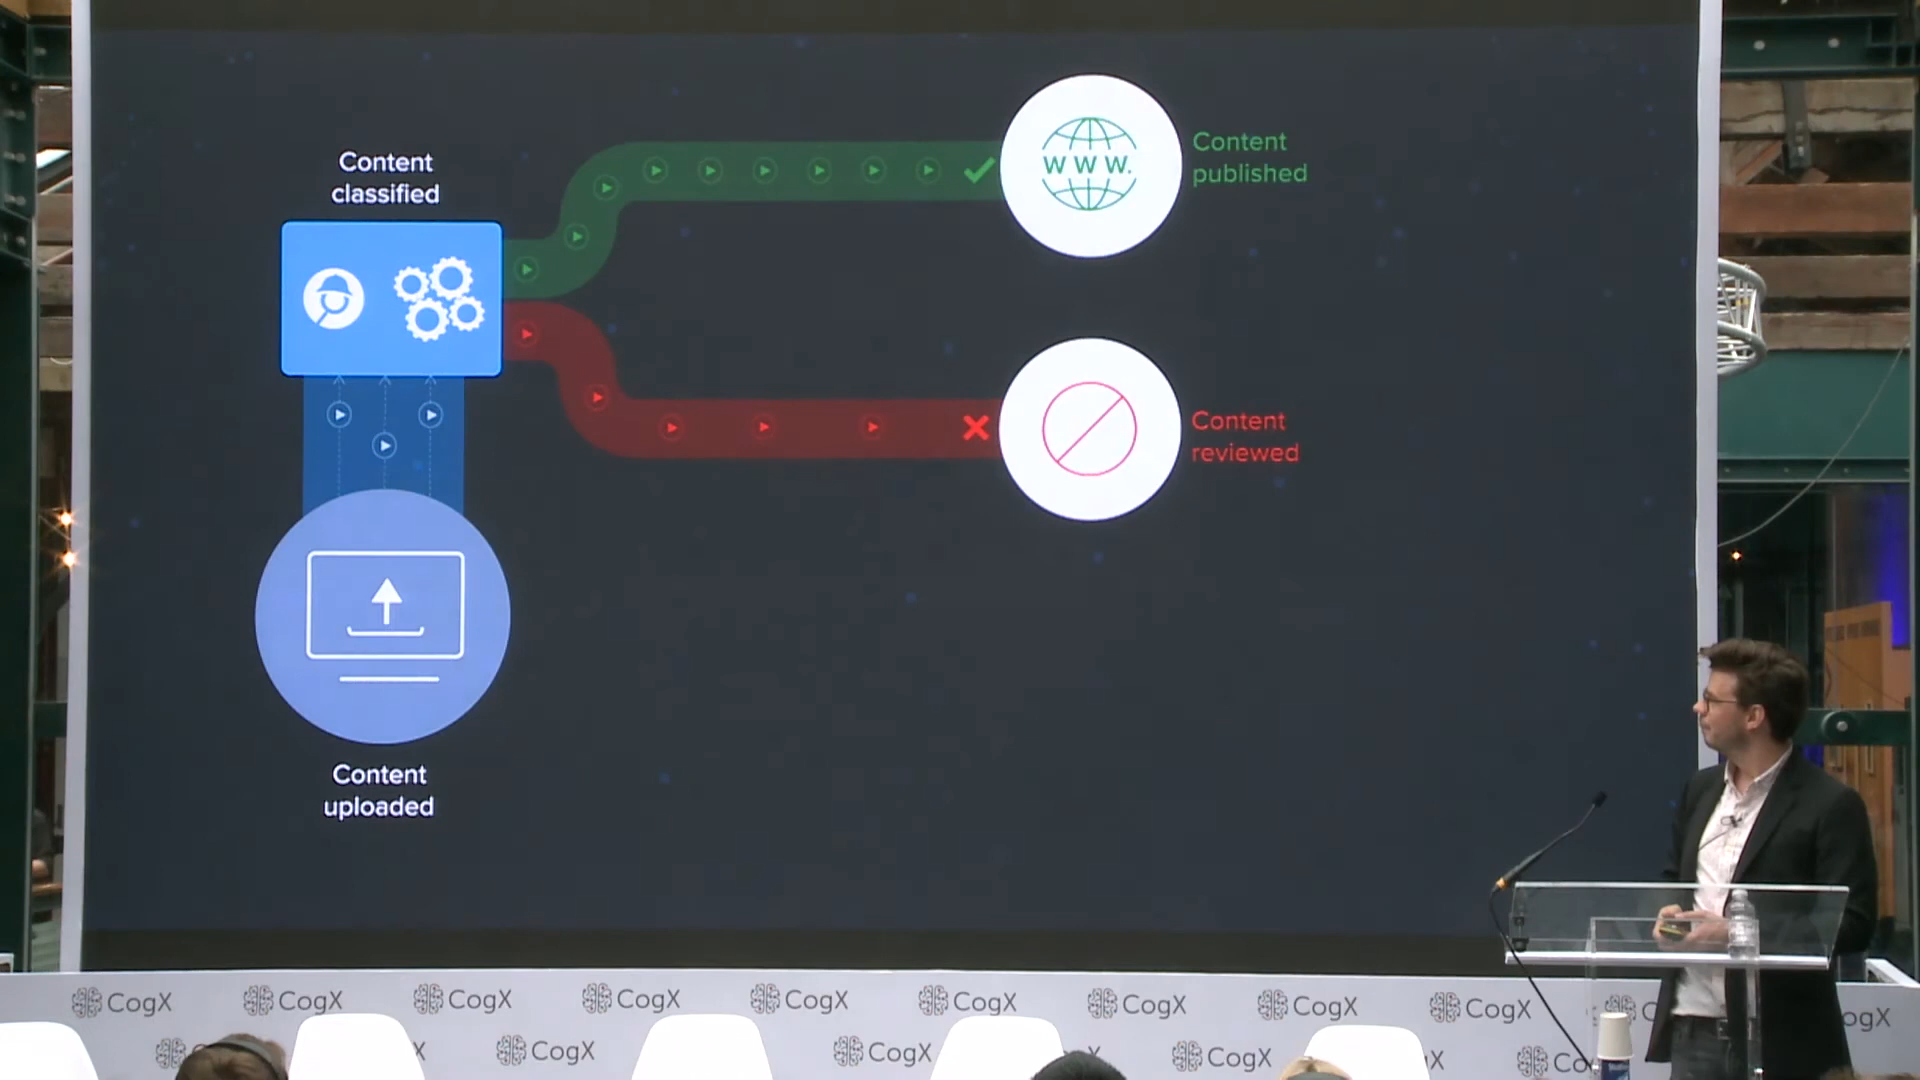 Content
classified
WWW.
Content
published
Content
reviewed
Content
uploaded
CogX CogX CogX CogX CogX CogX CogX CogX CogX
CogX CogX CogX